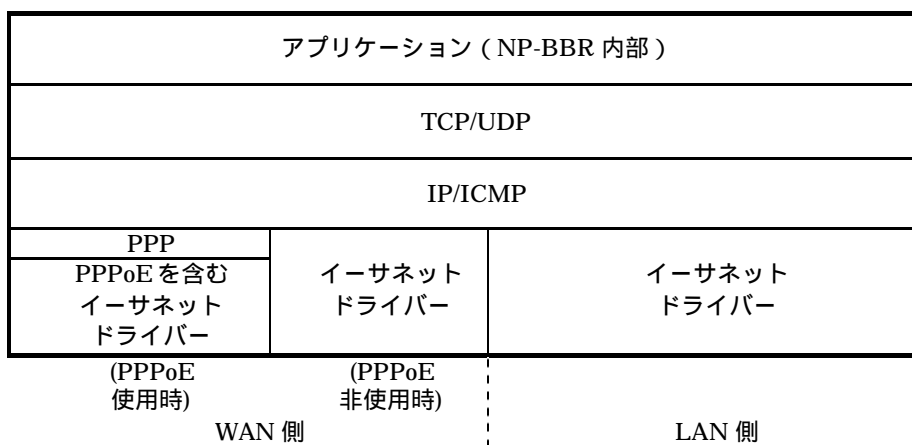 アプリケーション ( NP-BBR 内部 )
TCP/UDP
IP/ICMP
PPP
PPPoE を含む
イーサネット
ドライバー
イーサネット
ドライバー
イーサネット
ドライバー
(PPPoE
使用時)
(PPPoE
非使用時)
WAN 側
LAN 側